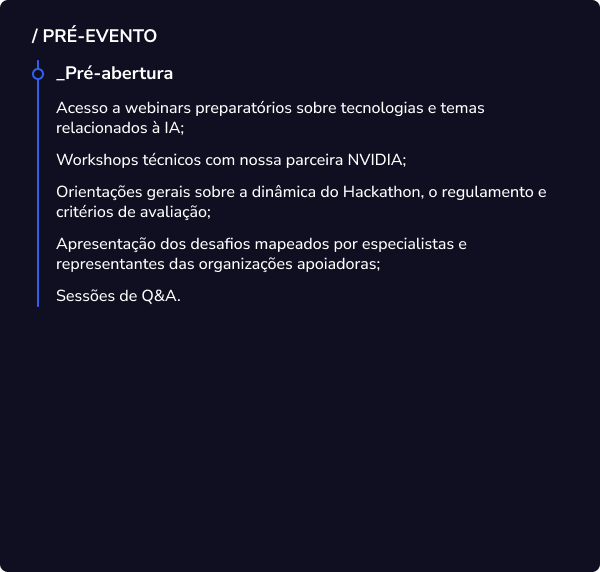 / PRÉ-EVENTO
_Pré-abertura
Acesso a webinars preparatórios sobre tecnologias e temas
relacionados à IA;
Workshops técnicos com nossa parceira NVIDIA;
Orientações gerais sobre a dinâmica do Hackathon, o regulamento e
critérios de avaliação;
Apresentação dos desafios mapeados por especialistas e
representantes das organizações apoiadoras;
Sessões de Q&A.